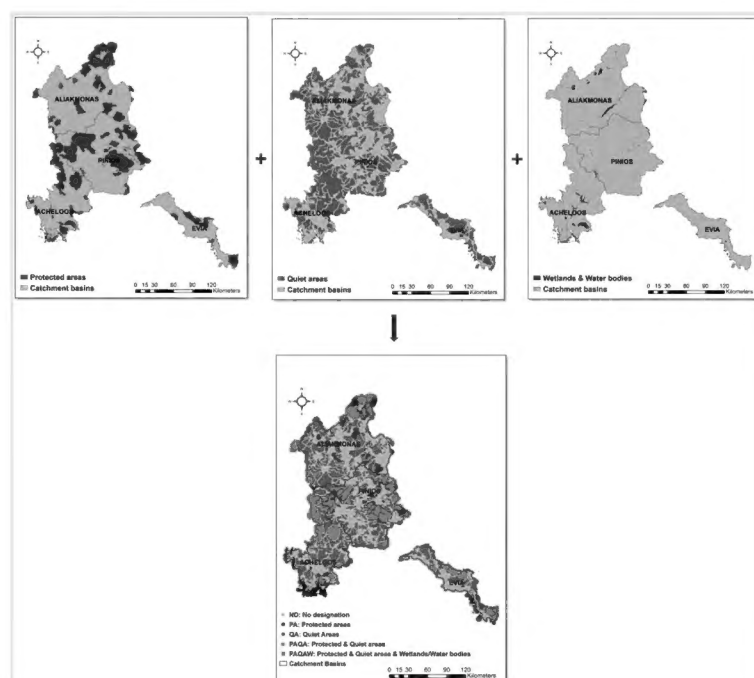 N
W E
S
ALIAKMONAS
PINIOS
ACHELOOS
EVIA
Protected areas
Catchment basins
0 15 30 60 90 120
Kilometers
+
N
W E
S
ALIAKMONAS
PINIOS
ACHELOOS
EVIA
Quiet areas
Catchment basins
0 15 30 60 90 120
Kilometers
+
N
W E
S
ALIAKMONAS
PINIOS
ACHELOOS
EVIA
Wetlands & Water bodies
Catchment basins
0 15 30 60 90 120
Kilometers
N
W E
S
ALIAKMONAS
PINIOS
ACHELOOS
EVIA
ND: No designation
PA: Protected areas
QA: Quiet Areas
PAQA: Protected & Quiet areas
PAQAW: Protected & Quiet areas & Wetlands/Water bodies
Catchment Basins
0 15 30 60 90 120
Kilometers